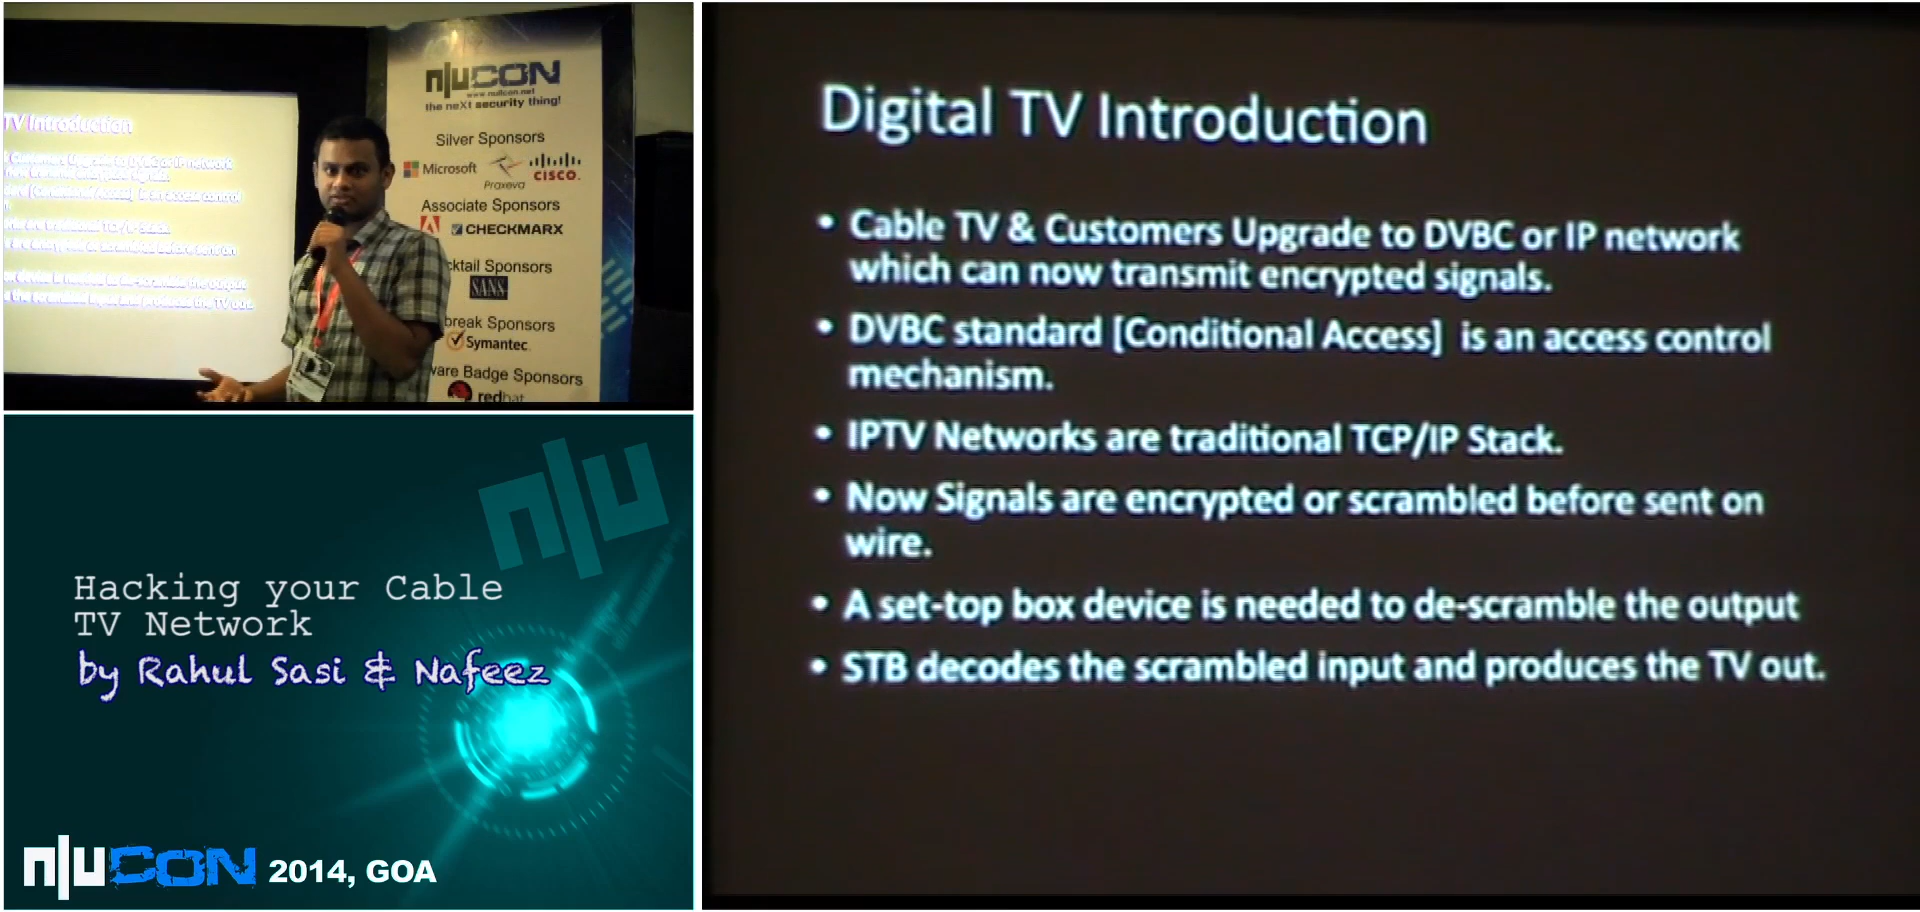 TV Introduction
n|uCON
www.nullcon.net
the neXt security thing!
Silver Sponsors
Microsoft
Praxeva
CISCO.
Associate Sponsors
CHECKMARX
cktail Sponsors
SANS
break Sponsors
Symantec.
ware Badge Sponsors
redhat
Digital TV Introduction
• Cable TV & Customers Upgrade to DVBC or IP network
which can now transmit encrypted signals.
• DVBC standard [Conditional Access] is an access control
mechanism.
• IPTV Networks are traditional TCP/IP Stack.
• Now Signals are encrypted or scrambled before sent on
wire.
• A set-top box device is needed to de-scramble the output
• STB decodes the scrambled input and produces the TV out.
n|u
Hacking your Cable
TV Network
by Rahul Sasi & Nafeez
n|uCON 2014, GOA